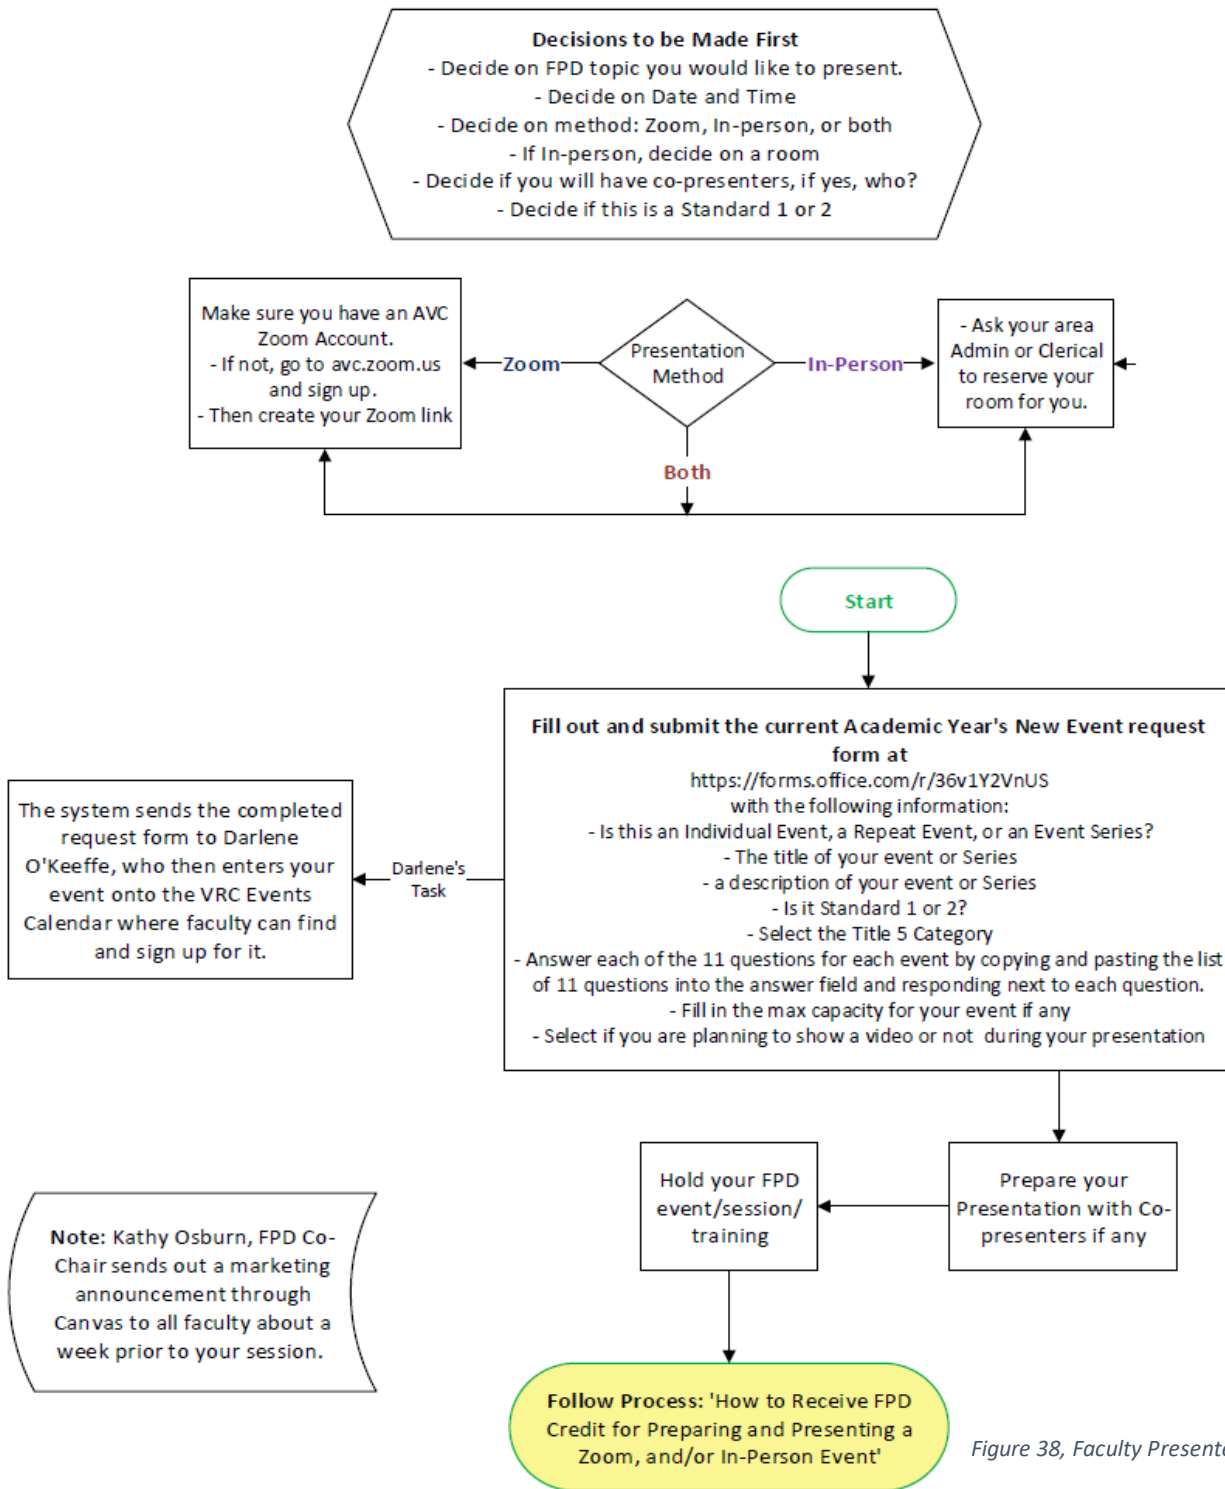 Decisions to be Made First
- Decide on FPD topic you would like to present.
- Decide on Date and Time
- Decide on method: Zoom, In-person, or both
- If In-person, decide on a room
- Decide if you will have co-presenters, if yes, who?
- Decide if this is a Standard 1 or 2
Make sure you have an AVC
Zoom Account.
- If not, go to avc.zoom.us
and sign up.
- Then create your Zoom link
Zoom
Presentation
Method
In-Person
- Ask your area
Admin or Clerical
to reserve your
room for you.
Both
Start
Fill out and submit the current Academic Year's New Event request
form at
https://forms.office.com/r/36v1Y2VnUS
with the following information:
- Is this an Individual Event, a Repeat Event, or an Event Series?
- The title of your event or Series
- a description of your event or Series
- Is it Standard 1 or 2?
- Select the Title 5 Category
- Answer each of the 11 questions for each event by copying and pasting the list
of 11 questions into the answer field and responding next to each question.
- Fill in the max capacity for your event if any
- Select if you are planning to show a video or not during your presentation
Darlene's
Task
The system sends the completed
request form to Darlene
O'Keeffe, who then enters your
event onto the VRC Events
Calendar where faculty can find
and sign up for it.
Prepare your
Presentation with Co-
presenters if any
Hold your FPD
event/session/
training
Note: Kathy Osburn, FPD Co-
Chair sends out a marketing
announcement through
Canvas to all faculty about a
week prior to your session.
Follow Process: 'How to Receive FPD
Credit for Preparing and Presenting a
Zoom, and/or In-Person Event'
Figure 38, Faculty Presente